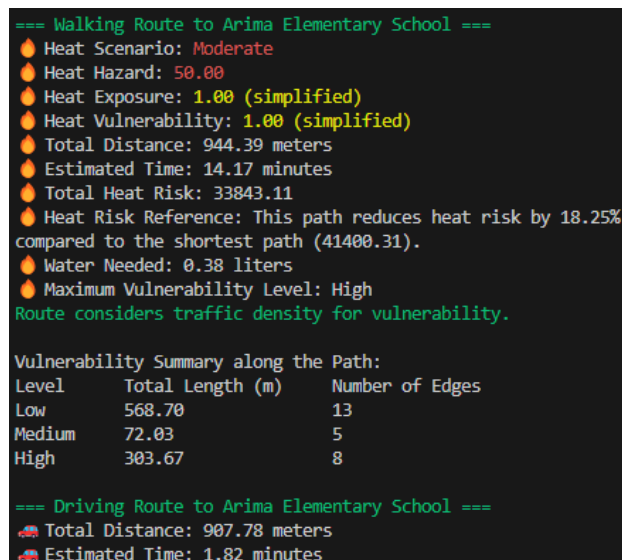 === Walking Route to Arima Elementary School ===
🔥 Heat Scenario: Moderate
🔥 Heat Hazard: 50.00
🔥 Heat Exposure: 1.00 (simplified)
🔥 Heat Vulnerability: 1.00 (simplified)
🔥 Total Distance: 944.39 meters
🔥 Estimated Time: 14.17 minutes
🔥 Total Heat Risk: 33843.11
🔥 Heat Risk Reference: This path reduces heat risk by 18.25%
compared to the shortest path (41400.31).
🔥 Water Needed: 0.38 liters
🔥 Maximum Vulnerability Level: High
Route considers traffic density for vulnerability.
Vulnerability Summary along the Path:
Level Total Length (m) Number of Edges
Low 568.70 13
Medium 72.03 5
High 303.67 8
=== Driving Route to Arima Elementary School ===
🚗 Total Distance: 907.78 meters
🚗 Estimated Time: 1.82 minutes